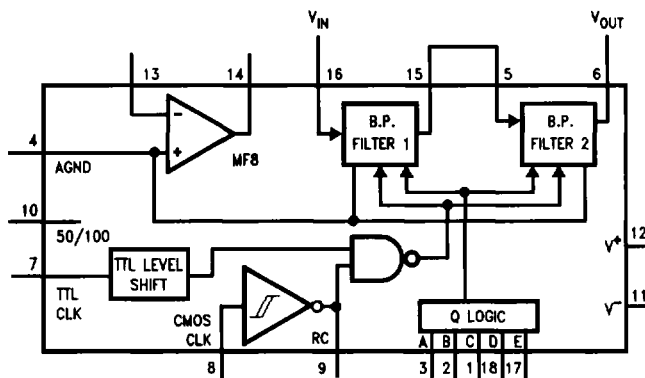 V_IN
V_OUT
13
14
16
15
5
6
-
+
MF8
B.P.
FILTER 1
B.P.
FILTER 2
4
AGND
10
50/100
7
TTL
CLK
TTL LEVEL
SHIFT
12
V+
11
V-
CMOS
CLK
RC
Q LOGIC
A B C D E
8
9
3 2 1 18 17